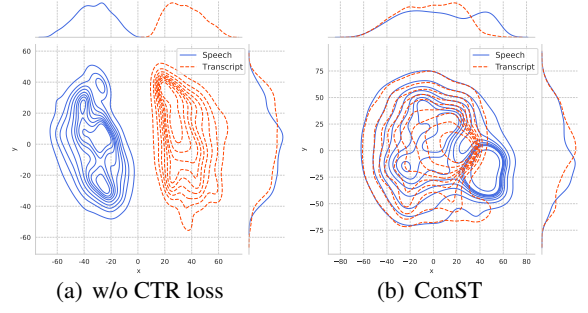 Speech
Transcript
60
40
20
0
−20
−40
−60
y
−60 −40 −20 0 20 40 60 80
x
(a) w/o CTR loss
Speech
Transcript
75
50
25
0
−25
−50
−75
y
−80 −60 −40 −20 0 20 40 60 80
x
(b) ConST